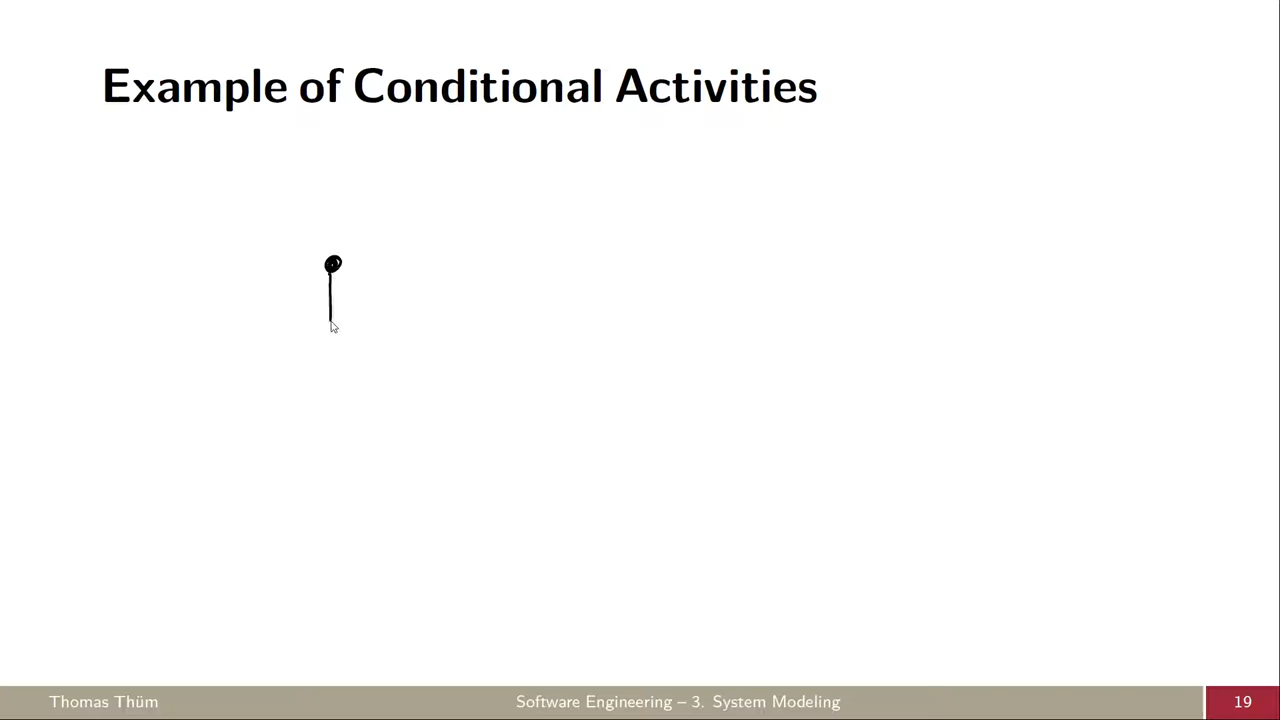 Example of Conditional Activities
Thomas Thüm
Software Engineering – 3. System Modeling
19